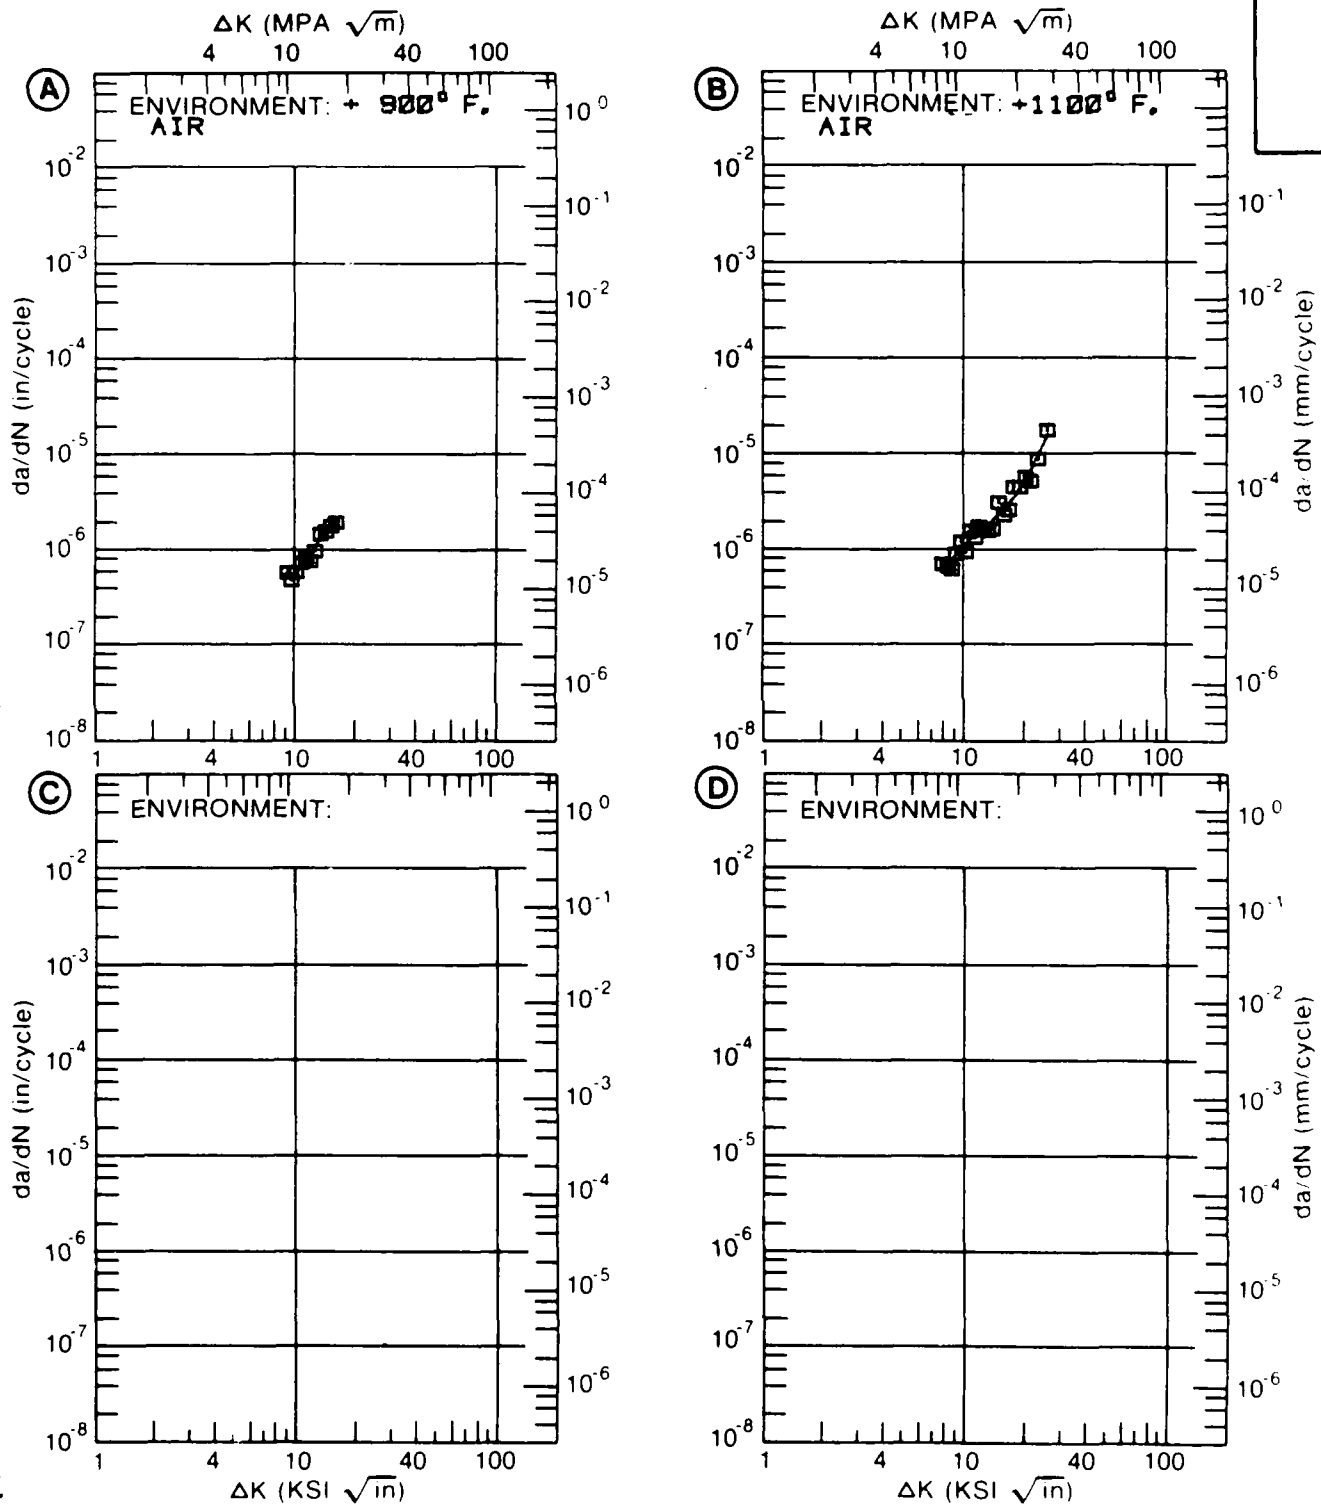 ΔK (MPA √m)
4 10 40 100
A
ENVIRONMENT: + 900° F.
AIR
10⁰
10⁻¹
10⁻²
10⁻³
10⁻⁴
10⁻⁵
10⁻⁶
10⁻²
10⁻³
10⁻⁴
10⁻⁵
10⁻⁶
10⁻⁷
10⁻⁸
da/dN (in/cycle)
1 4 10 40 100
ΔK (MPA √m)
4 10 40 100
B
ENVIRONMENT: +1100° F.
AIR
10⁻²
10⁻³
10⁻⁴
10⁻⁵
10⁻⁶
10⁻⁷
10⁻⁸
10⁻¹
10⁻²
10⁻³
10⁻⁴
10⁻⁵
10⁻⁶
da/dN (mm/cycle)
1 4 10 40 100
C
ENVIRONMENT:
10⁰
10⁻¹
10⁻²
10⁻³
10⁻⁴
10⁻⁵
10⁻⁶
10⁻²
10⁻³
10⁻⁴
10⁻⁵
10⁻⁶
10⁻⁷
10⁻⁸
da/dN (in/cycle)
1 4 10 40 100
ΔK (KSI √in)
D
ENVIRONMENT:
10⁰
10⁻¹
10⁻²
10⁻³
10⁻⁴
10⁻⁵
10⁻⁶
10⁻²
10⁻³
10⁻⁴
10⁻⁵
10⁻⁶
10⁻⁷
10⁻⁸
da/dN (mm/cycle)
1 4 10 40 100
ΔK (KSI √in)